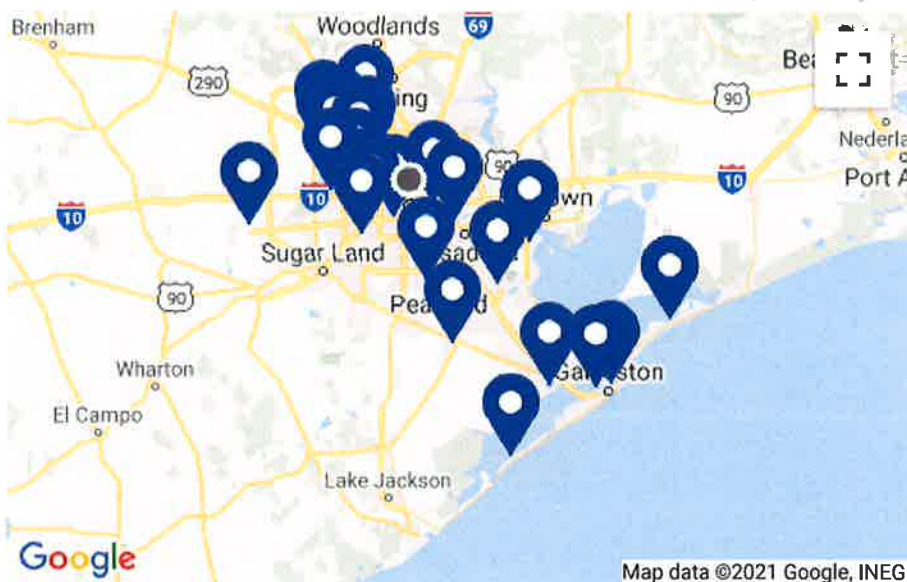 Woodlands
69
Brenham
290
90
Nederla
10
Port A
90
10
Sugar Land
90
Wharton
El Campo
Lake Jackson
Google
Map data ©2021 Google, INEG